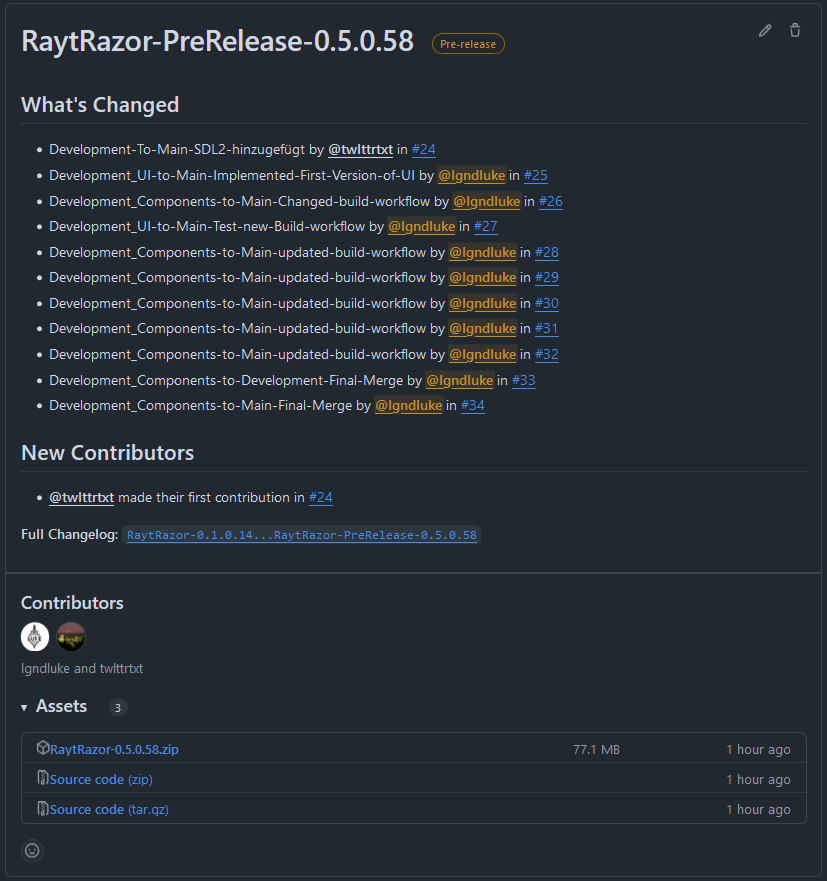 RaytRazor-PreRelease-0.5.0.58 Pre-release
What's Changed
Development-To-Main-SDL2-hinzugefügt by @twlttrtxt in #24
Development_UI-to-Main-Implemented-First-Version-of-UI by @lgndluke in #25
Development_Components-to-Main-Changed-build-workflow by @lgndluke in #26
Development_UI-to-Main-Test-new-Build-workflow by @lgndluke in #27
Development_Components-to-Main-updated-build-workflow by @lgndluke in #28
Development_Components-to-Main-updated-build-workflow by @lgndluke in #29
Development_Components-to-Main-updated-build-workflow by @lgndluke in #30
Development_Components-to-Main-updated-build-workflow by @lgndluke in #31
Development_Components-to-Main-updated-build-workflow by @lgndluke in #32
Development_Components-to-Development-Final-Merge by @lgndluke in #33
Development_Components-to-Main-Final-Merge by @lgndluke in #34
New Contributors
@twlttrtxt made their first contribution in #24
Full Changelog: RaytRazor-0.1.0.14...RaytRazor-PreRelease-0.5.0.58
Contributors
lgndluke and twlttrtxt
Assets 3
RaytRazor-0.5.0.58.zip 77.1 MB 1 hour ago
Source code (zip) 1 hour ago
Source code (tar.gz) 1 hour ago